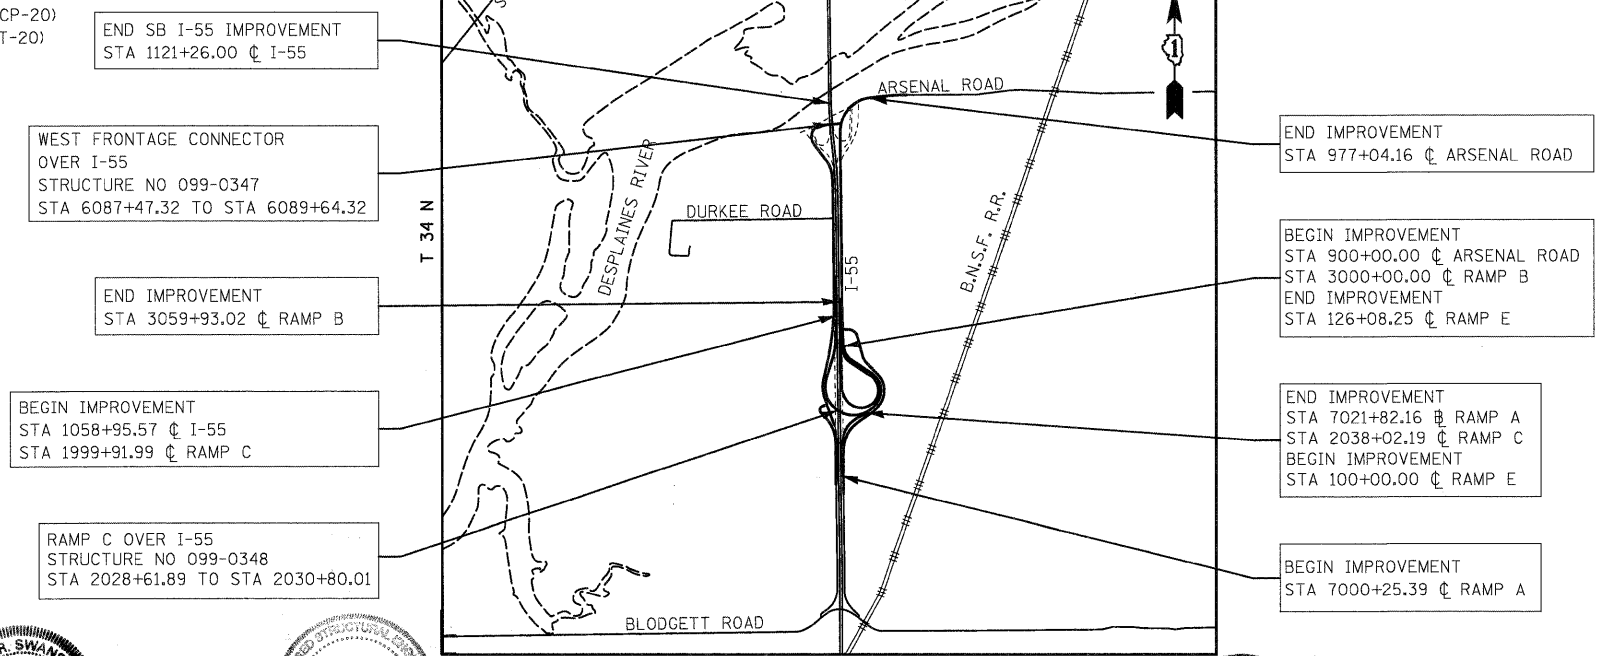 CP-20)
T-20)
END SB I-55 IMPROVEMENT
STA 1121+26.00 ℄ I-55
WEST FRONTAGE CONNECTOR
OVER I-55
STRUCTURE NO 099-0347
STA 6087+47.32 TO STA 6089+64.32
END IMPROVEMENT
STA 3059+93.02 ℄ RAMP B
BEGIN IMPROVEMENT
STA 1058+95.57 ℄ I-55
STA 1999+91.99 ℄ RAMP C
RAMP C OVER I-55
STRUCTURE NO 099-0348
STA 2028+61.89 TO STA 2030+80.01
T 34 N
DESPLAINES RIVER
DURKEE ROAD
ARSENAL ROAD
I-55
B.N.S.F. R.R.
BLODGETT ROAD
1
END IMPROVEMENT
STA 977+04.16 ℄ ARSENAL ROAD
BEGIN IMPROVEMENT
STA 900+00.00 ℄ ARSENAL ROAD
STA 3000+00.00 ℄ RAMP B
END IMPROVEMENT
STA 126+08.25 ℄ RAMP E
END IMPROVEMENT
STA 7021+82.16 B RAMP A
STA 2038+02.19 ℄ RAMP C
BEGIN IMPROVEMENT
STA 100+00.00 ℄ RAMP E
BEGIN IMPROVEMENT
STA 7000+25.39 ℄ RAMP A
R. SWANS
STRUCTURAL